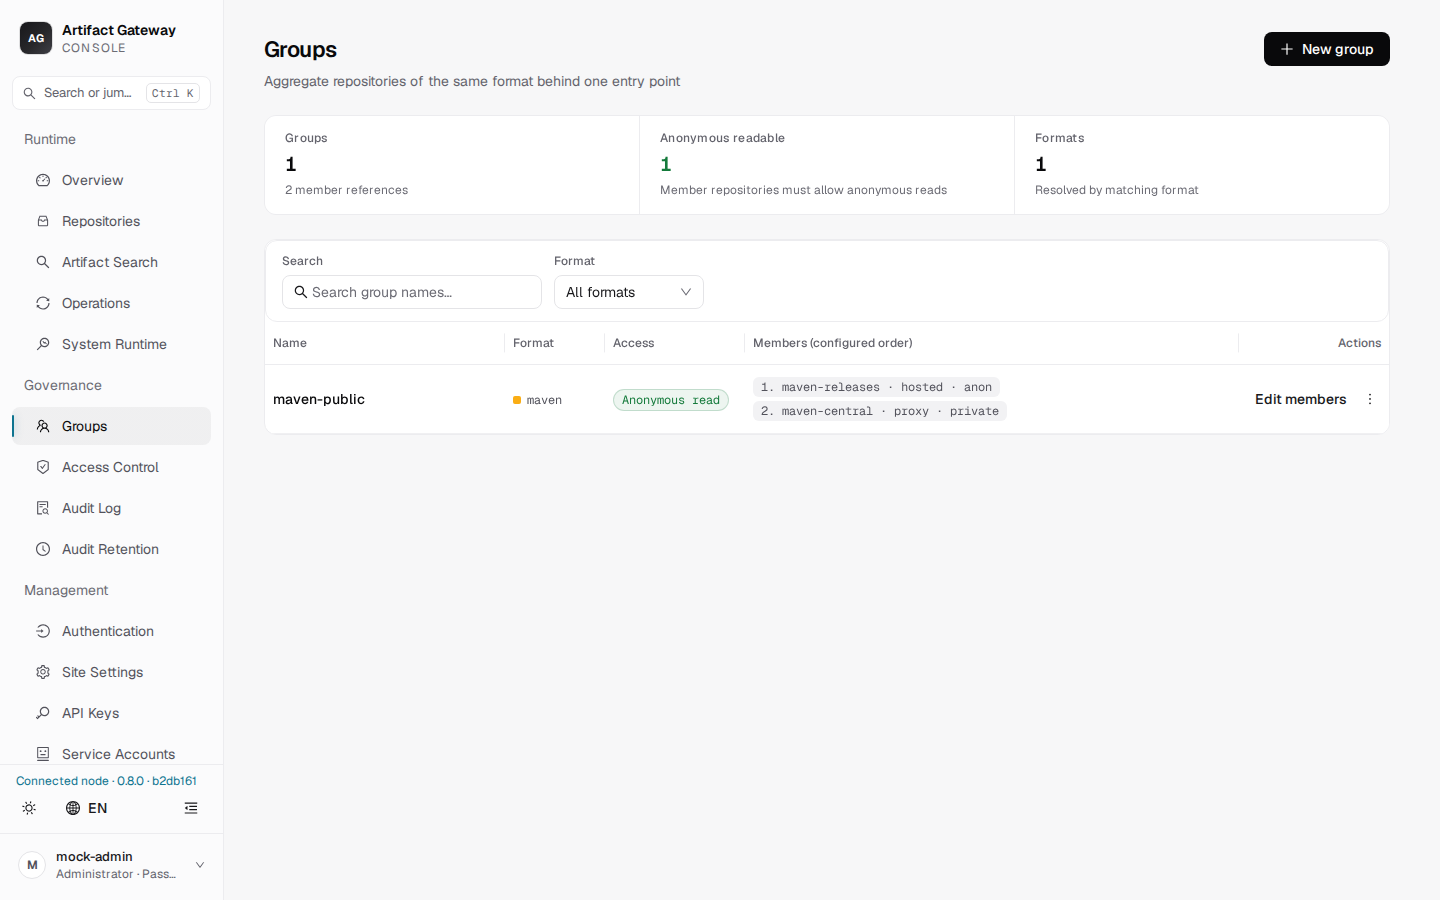 AG
Artifact Gateway
CONSOLE
Search or jum...
Ctrl K
Runtime
Overview
Repositories
Artifact Search
Operations
System Runtime
Governance
Groups
Access Control
Audit Log
Audit Retention
Management
Authentication
Site Settings
API Keys
Service Accounts
Connected node · 0.8.0 · b2db161
EN
M
mock-admin
Administrator · Pass...
Groups
Aggregate repositories of the same format behind one entry point
New group
Groups
1
2 member references
Anonymous readable
1
Member repositories must allow anonymous reads
Formats
1
Resolved by matching format
Search
Search group names...
Format
All formats
Name
Format
Access
Members (configured order)
Actions
maven-public
maven
Anonymous read
1. maven-releases · hosted · anon
2. maven-central · proxy · private
Edit members